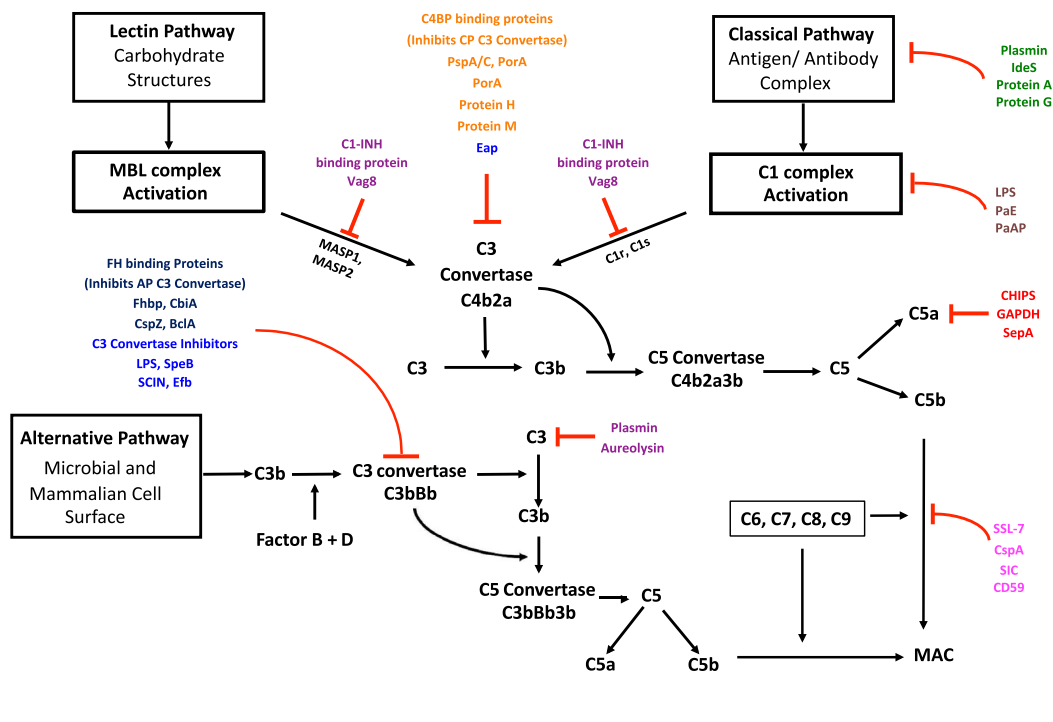 Lectin Pathway
Carbohydrate
Structures
C4BP binding proteins
(Inhibits CP C3 Convertase)
PspA/C, PorA
PorA
Protein H
Protein M
Eap
Classical Pathway
Antigen/ Antibody
Complex
Plasmin
IdeS
Protein A
Protein G
MBL complex
Activation
C1-INH
binding protein
Vag8
C1-INH
binding protein
Vag8
C1 complex
Activation
LPS
PaE
PaAP
MASP1,
MASP2
C3
Convertase
C4b2a
C1r, C1s
FH binding Proteins
(Inhibits AP C3 Convertase)
Fhbp, CbiA
CspZ, BclA
C3 Convertase Inhibitors
LPS, SpeB
SCIN, Efb
C3
C3b
C5 Convertase
C4b2a3b
C5
C5a
C5b
CHIPS
GAPDH
SepA
Alternative Pathway
Microbial and
Mammalian Cell
Surface
C3b
Factor B + D
C3 convertase
C3bBb
C3
Plasmin
Aureolysin
C3b
C5 Convertase
C3bBb3b
C5
C5a
C5b
C6, C7, C8, C9
SSL-7
CspA
SIC
CD59
MAC